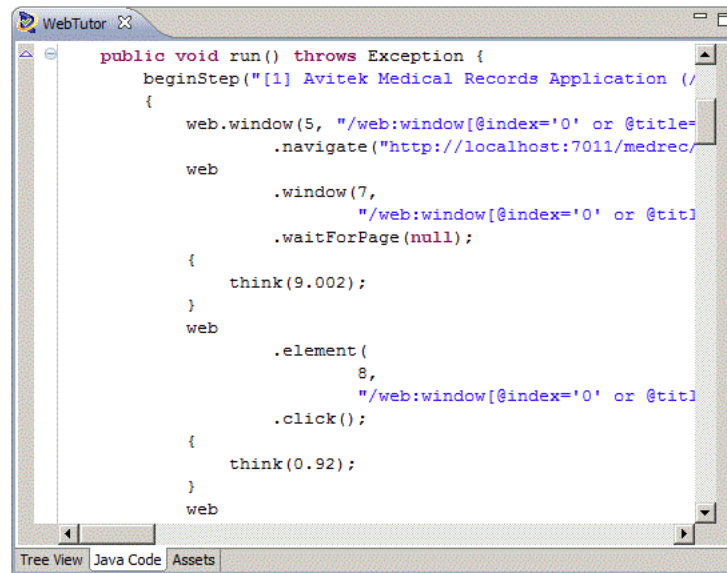 WebTutor
public void run() throws Exception {
beginStep("[1] Avitek Medical Records Application (/
{
web.window(5, "/web:window[@index='0' or @title=
.navigate("http://localhost:7011/medrec/
web
.window(7,
"/web:window[@index='0' or @titl
.waitForPage(null);
{
think(9.002);
}
web
.element(
8,
"/web:window[@index='0' or @titl
.click();
{
think(0.92);
}
web
Tree View Java Code Assets